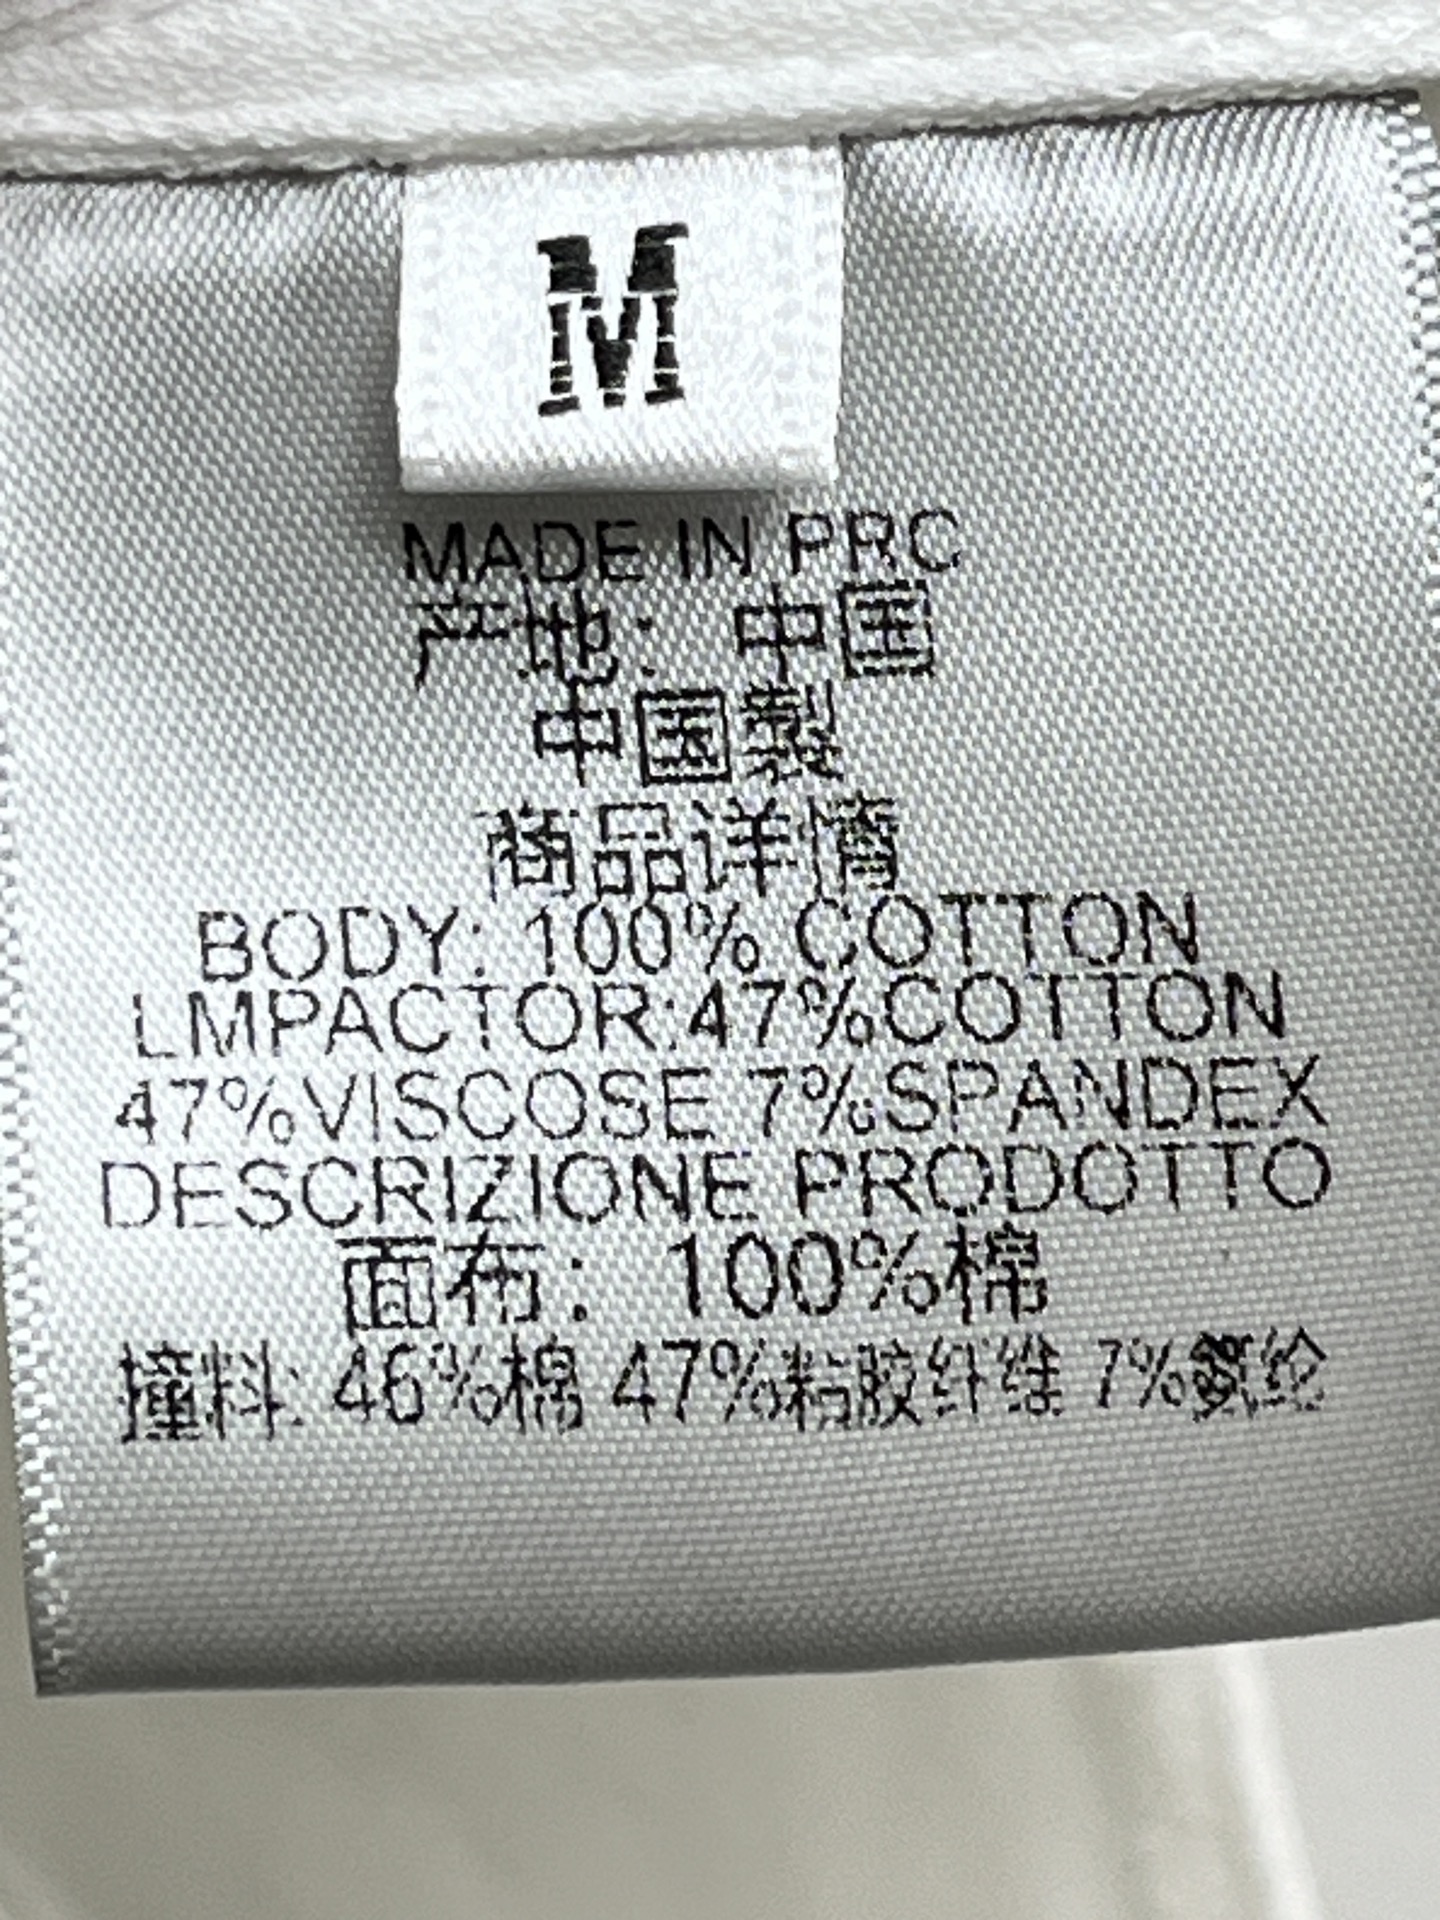 M
MADE IN PRC
产地: 中国
中国製
商品详情
BODY: 100% COTTON
LMPACTOR:47%COTTON
47%VISCOSE 7%SPANDEX
DESCRIZIONE PRODOTTO
面布: 100%棉
撞料: 46%棉 47%粘胶纤维 7%氨纶